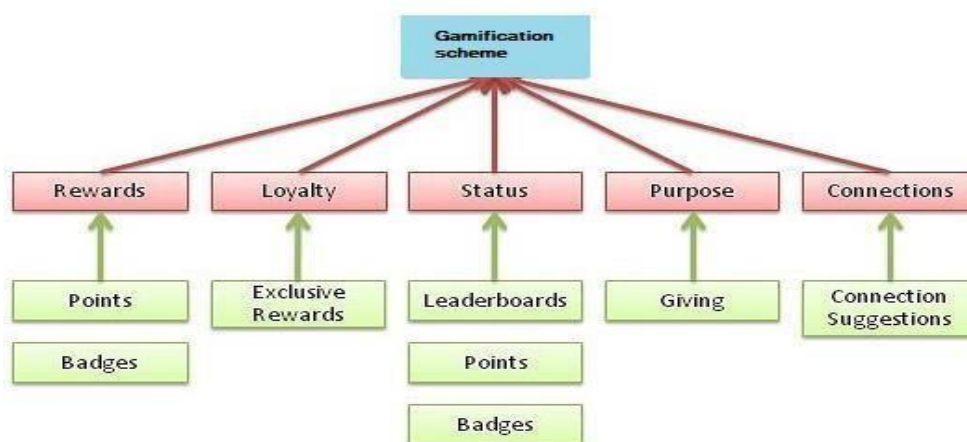 Gamification
scheme
Rewards
Loyalty
Status
Purpose
Connections
Points
Exclusive
Rewards
Leaderboards
Giving
Connection
Suggestions
Badges
Points
Badges